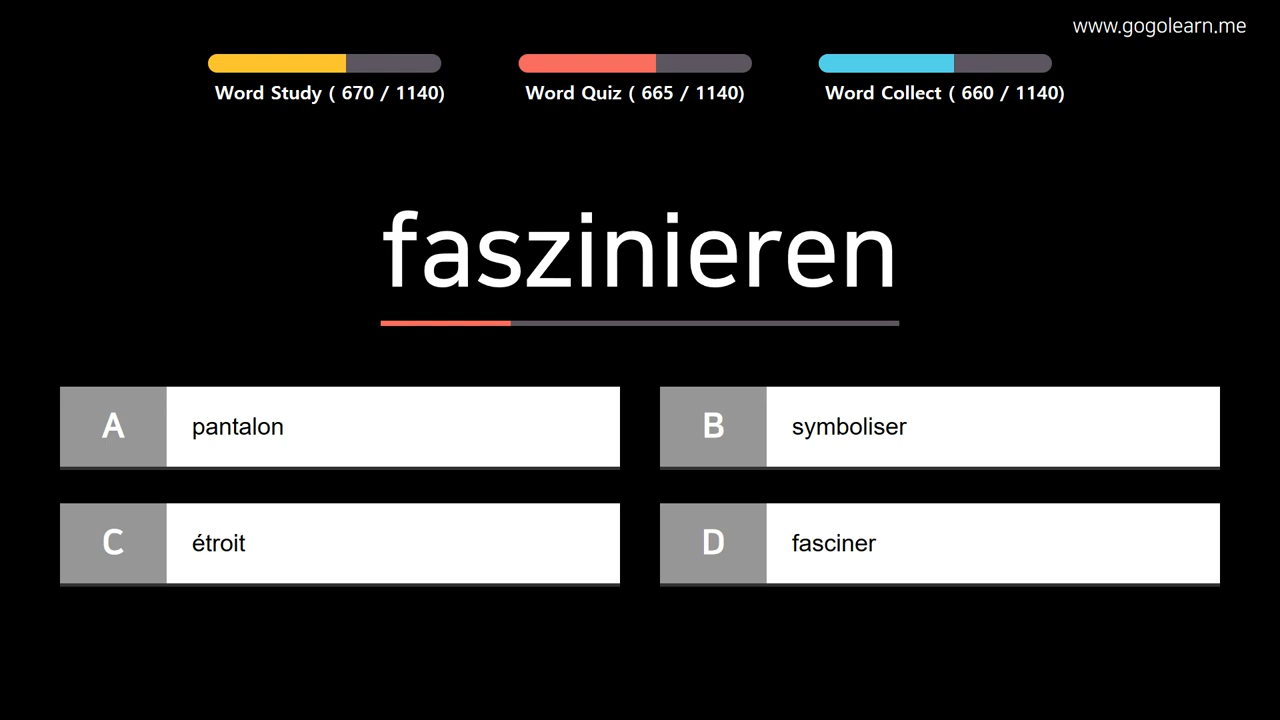 www.gogolearn.me
Word Study ( 670 / 1140)
Word Quiz ( 665 / 1140)
Word Collect ( 660 / 1140)
faszinieren
A pantalon
B symboliser
C étroit
D fasciner